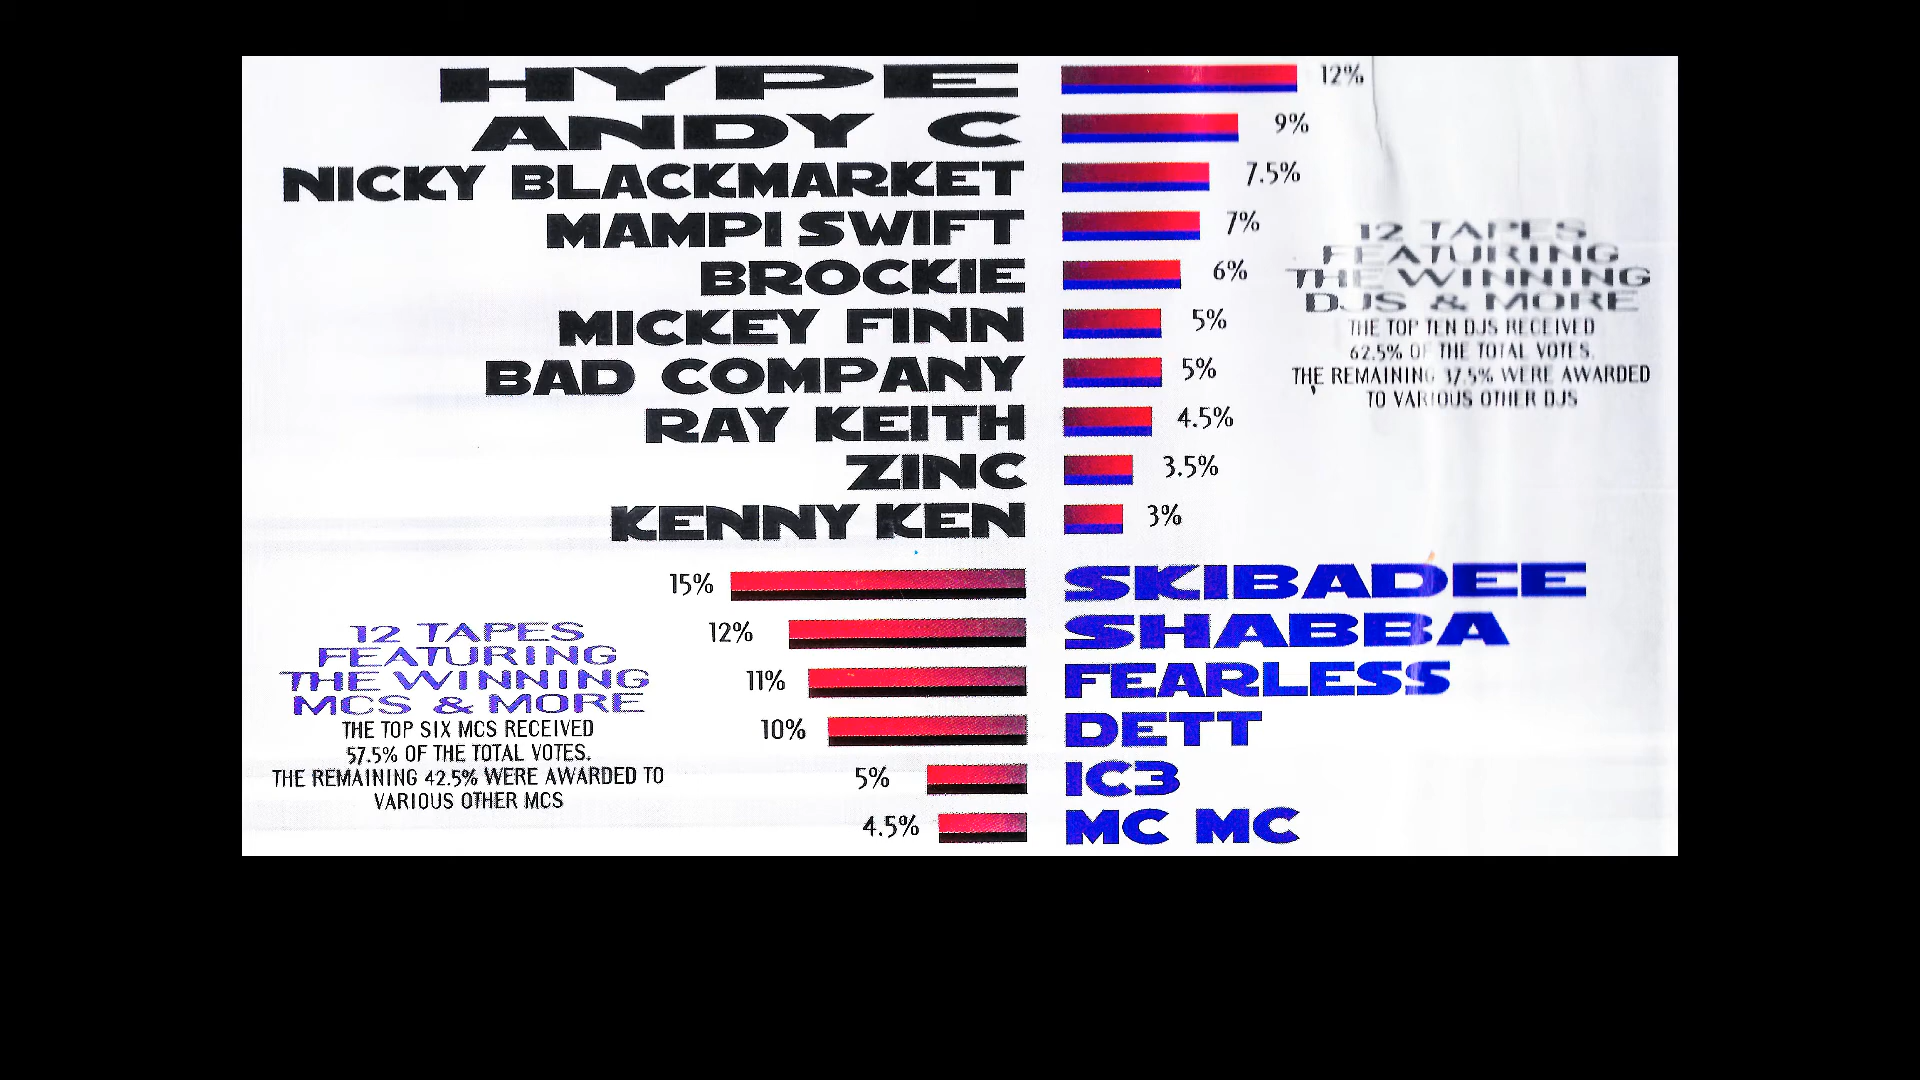 HYPE 12%
ANDY C 9%
NICKY BLACKMARKET 7.5%
MAMPI SWIFT 7%
BROCKIE 6%
MICKEY FINN 5%
BAD COMPANY 5%
RAY KEITH 4.5%
ZINC 3.5%
KENNY KEN 3%
12 TAPES
FEATURING
THE WINNING
DJS & MORE
THE TOP TEN DJS RECEIVED
62.5% OF THE TOTAL VOTES.
THE REMAINING 37.5% WERE AWARDED
TO VARIOUS OTHER DJS
15% SKIBADEE
12% SHABBA
11% FEARLESS
10% DETT
5% IC3
4.5% MC MC
12 TAPES
FEATURING
THE WINNING
MCS & MORE
THE TOP SIX MCS RECEIVED
57.5% OF THE TOTAL VOTES.
THE REMAINING 42.5% WERE AWARDED TO
VARIOUS OTHER MCS